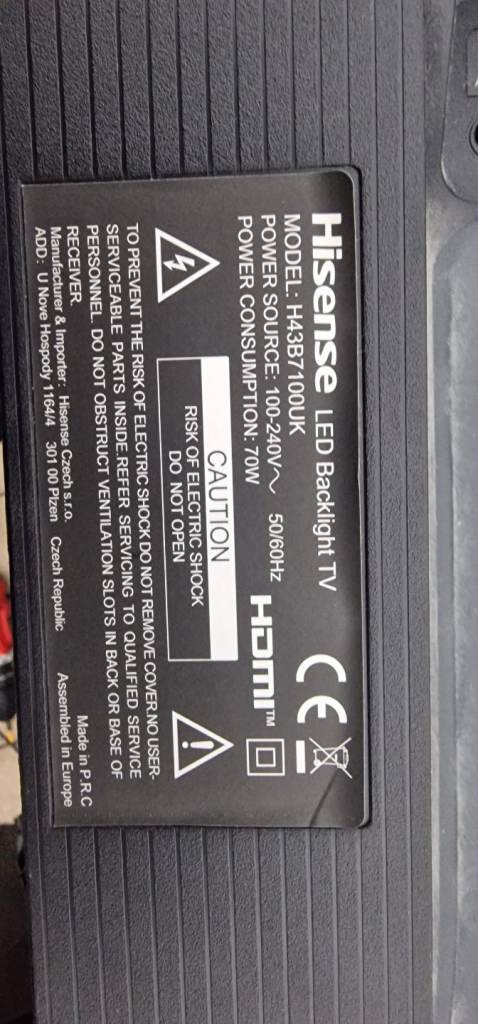 Hisense LED Backlight TV
MODEL: H43B7100UK
POWER SOURCE: 100-240V~ 50/60Hz
POWER CONSUMPTION: 70W
HDMI™
CE
CAUTION
RISK OF ELECTRIC SHOCK
DO NOT OPEN
TO PREVENT THE RISK OF ELECTRIC SHOCK DO NOT REMOVE COVER.NO USER-
SERVICEABLE PARTS INSIDE.REFER SERVICING TO QUALIFIED SERVICE
PERSONNEL. DO NOT OBSTRUCT VENTILATION SLOTS IN BACK OR BASE OF
RECEIVER.
Made in P.R.C
Manufacturer & Importer: Hisense Czech s.r.o.
Assembled in Europe
ADD: U Nove Hospody 1164/4 301 00 Plzen Czech Republic